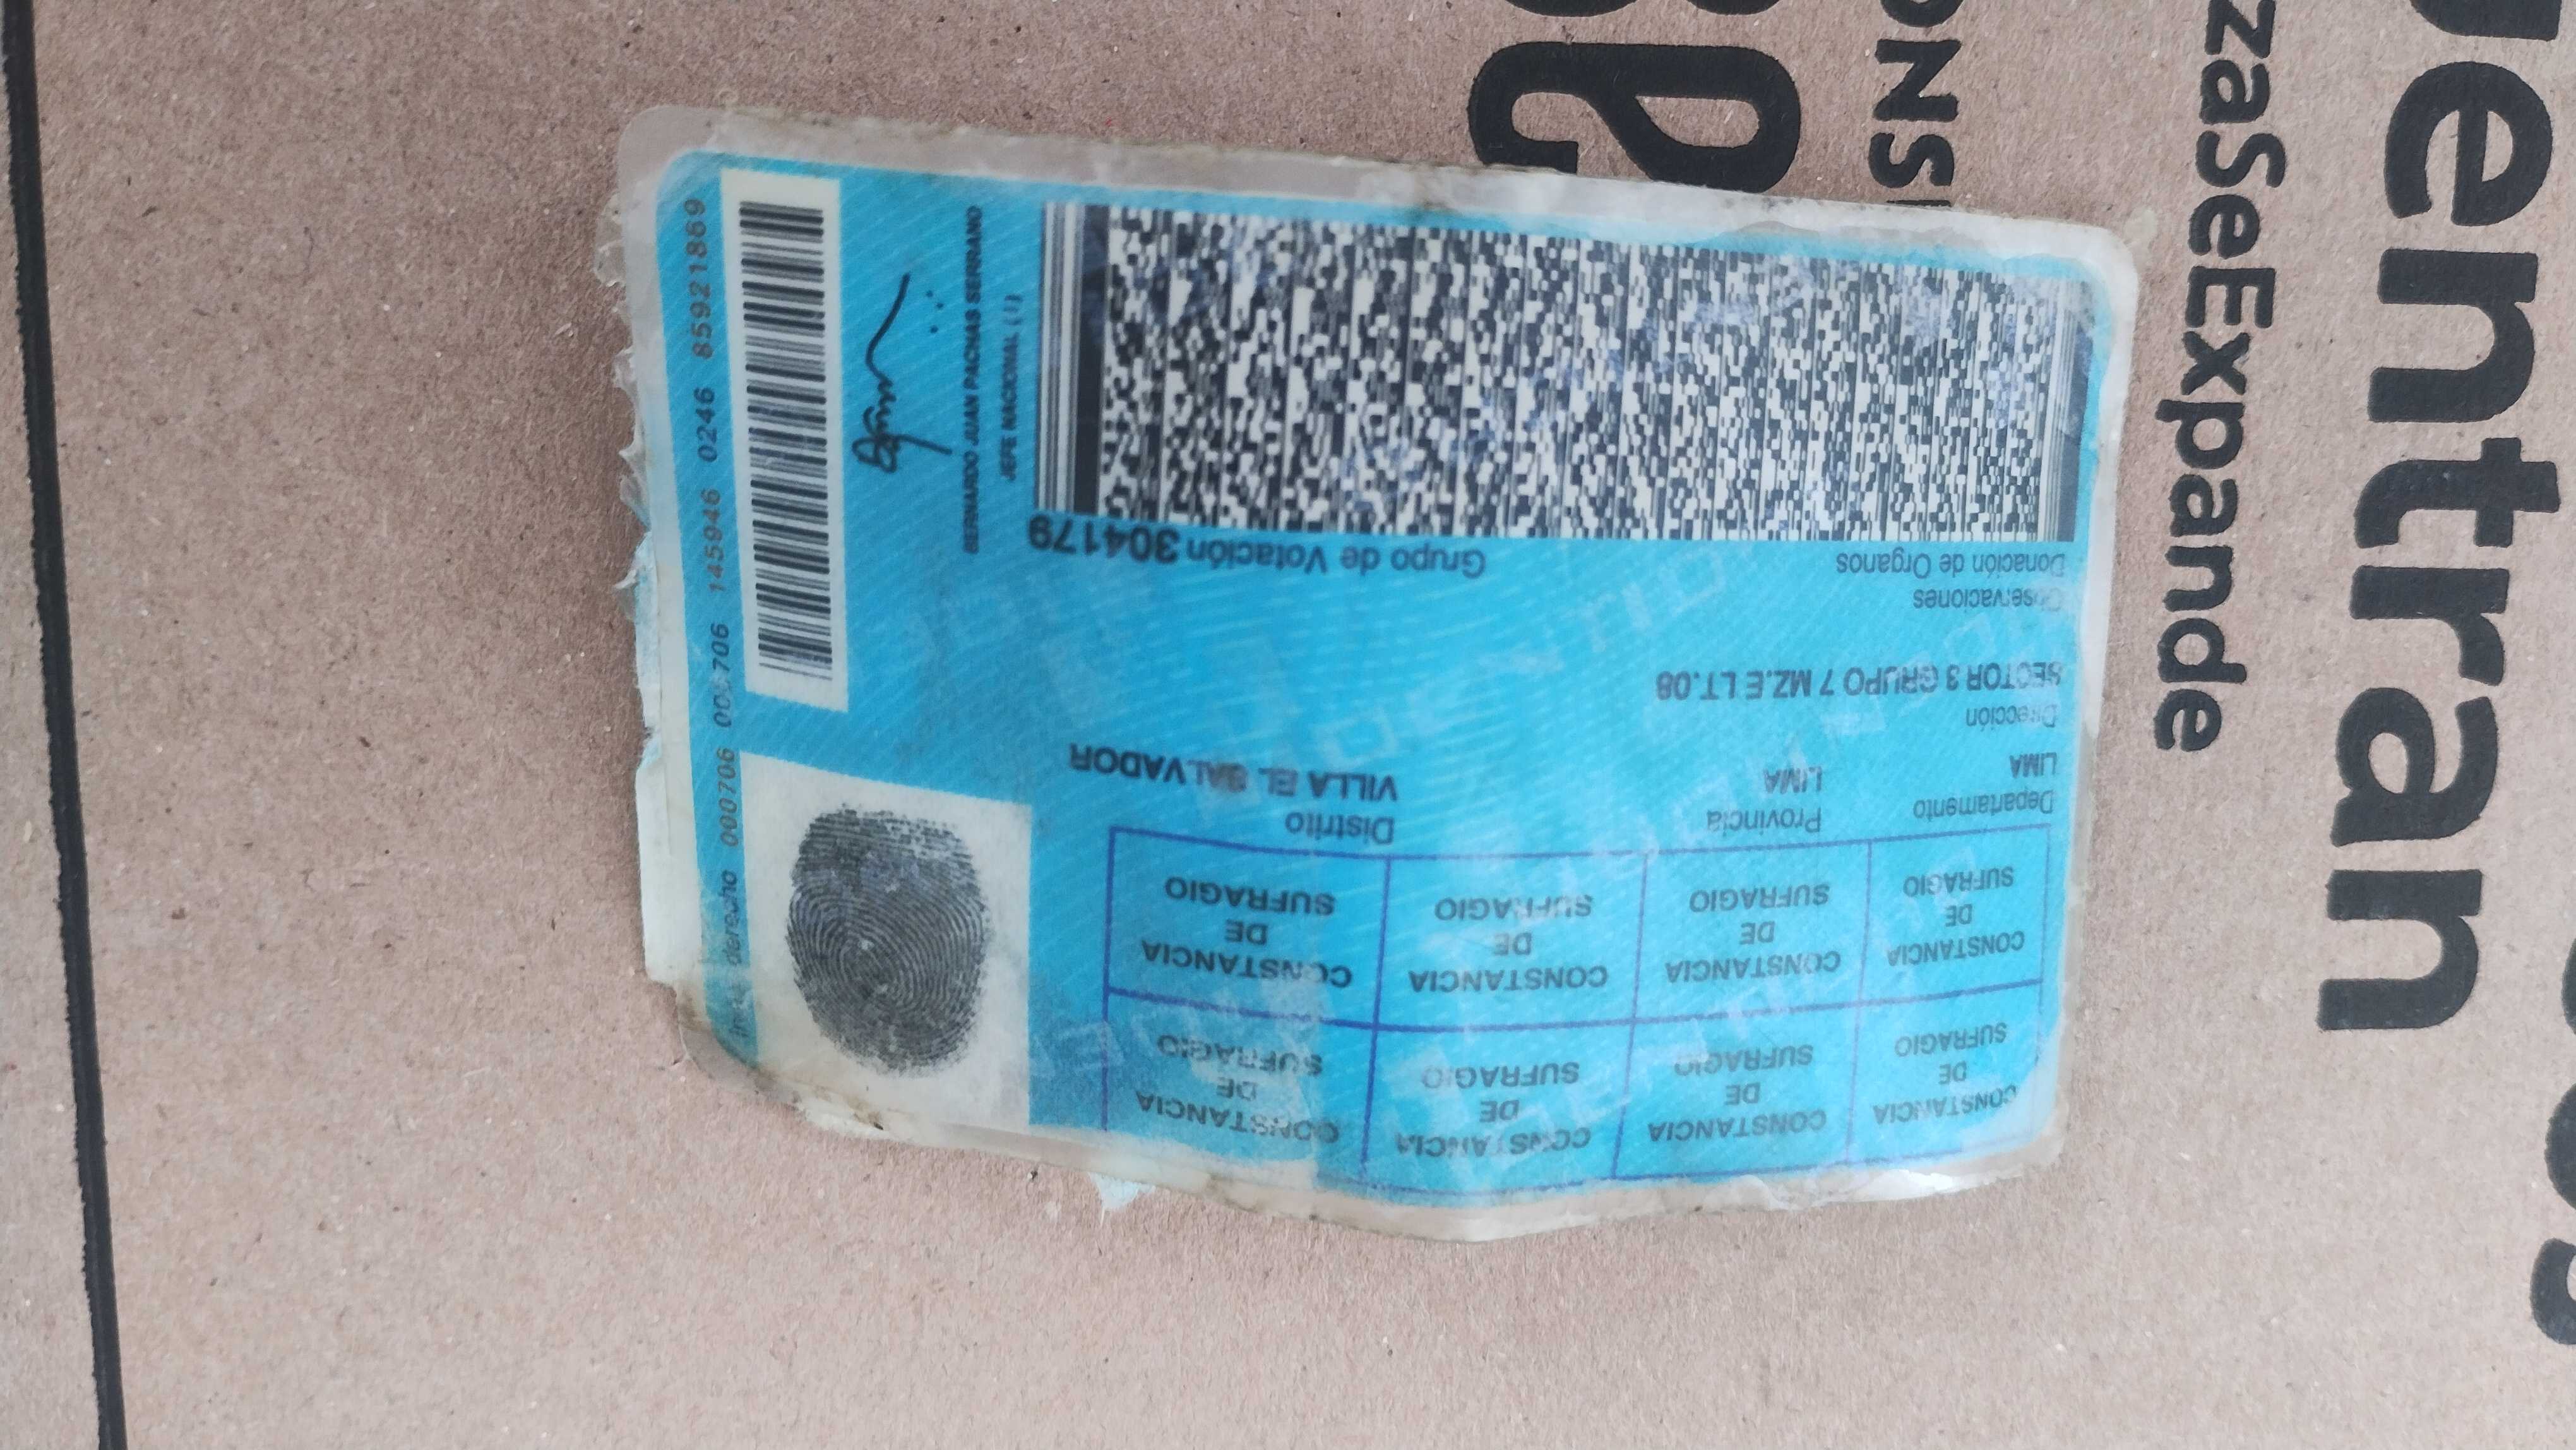 Grupo de Votación 304179
Donación de Organos
Observaciones
SECTOR 3 GRUPO 7 MZ.E LT.08
Dirección
LIMA
LIMA
VILLA EL SALVADOR
Departamento
Provincia
Distrito
CONSTANCIA DE SUFRAGIO
CONSTANCIA DE SUFRAGIO
CONSTANCIA DE SUFRAGIO
CONSTANCIA DE SUFRAGIO
CONSTANCIA DE SUFRAGIO
CONSTANCIA DE SUFRAGIO
CONSTANCIA DE SUFRAGIO
CONSTANCIA DE SUFRAGIO
BERNARDO JUAN PACHAS SERRANO
JEFE NACIONAL (i)
derecho 000706 145946 0246 85921869
zaSeExpande
entran